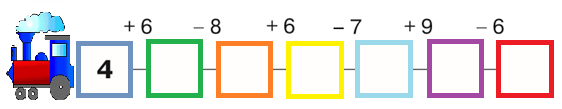 + 6 – 8 + 6 – 7 + 9 – 6
4